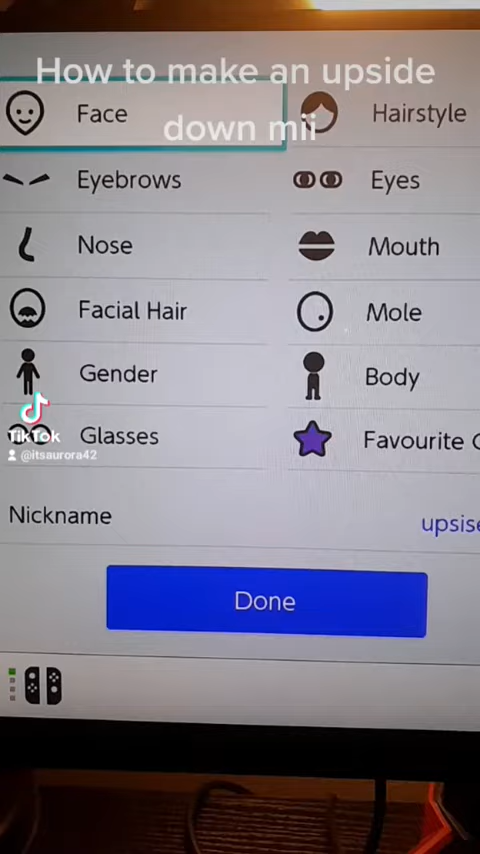 How to make an upside
down mii
Face
Hairstyle
Eyebrows
Eyes
Nose
Mouth
Facial Hair
Mole
Gender
Body
TikTok
Glasses
Favourite
@itsaurora42
Nickname
upsis
Done